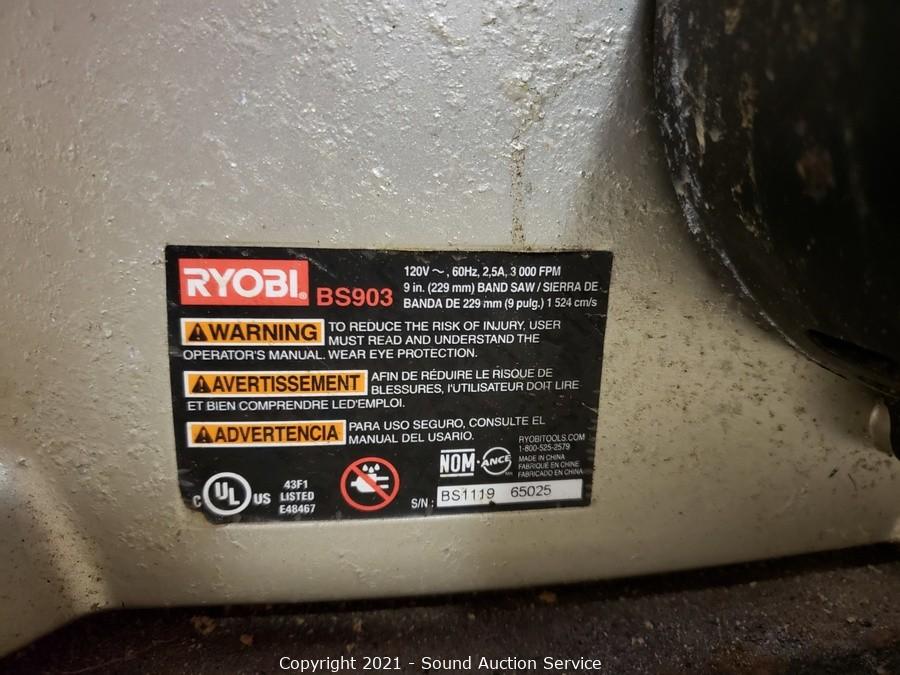 RYOBI
BS903
120V ~, 60Hz, 2,5A, 3 000 FPM
9 in. (229 mm) BAND SAW / SIERRA DE
BANDA DE 229 mm (9 pulg.) 1 524 cm/s
WARNING TO REDUCE THE RISK OF INJURY, USER
MUST READ AND UNDERSTAND THE
OPERATOR'S MANUAL. WEAR EYE PROTECTION.
AVERTISSEMENT AFIN DE RÉDUIRE LE RISQUE DE
BLESSURES, l'UTILISATEUR DOIT LIRE
ET BIEN COMPRENDRE LED'EMPLOI.
ADVERTENCIA PARA USO SEGURO, CONSULTE EL
MANUAL DEL USARIO.
C UL US
43F1
LISTED
E48467
NOM-ANCE
RYOBITOOLS.COM
1-800-525-2579
MADE IN CHINA
FABRIQUÉ EN CHINE
FABRICADO EN CHINA
S/N : BS1119 65025
Copyright 2021 - Sound Auction Service